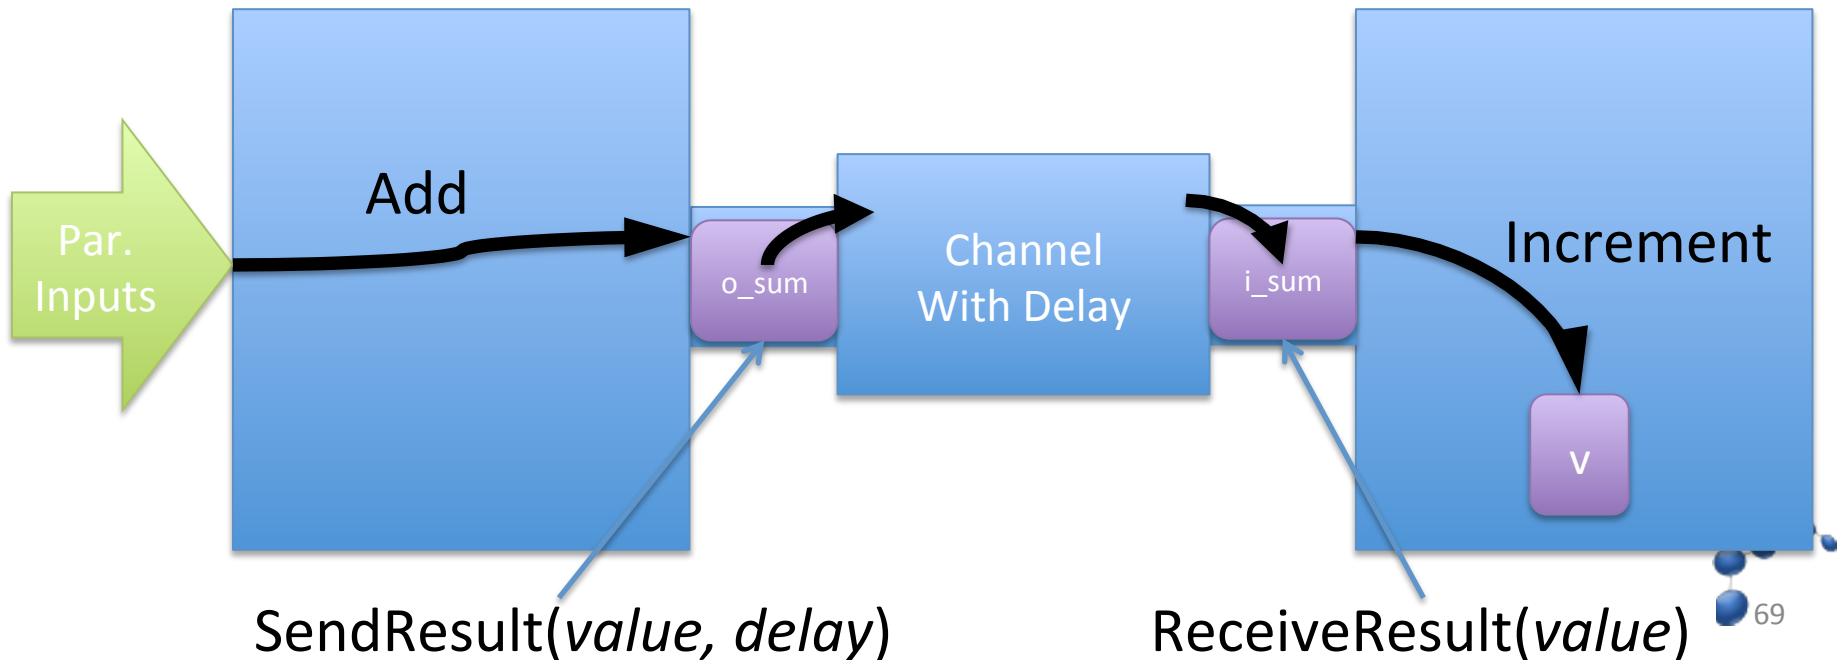 Par.
Inputs
Add
o_sum
Channel
With Delay
i_sum
Increment
v
SendResult(value, delay)
ReceiveResult(value)
69